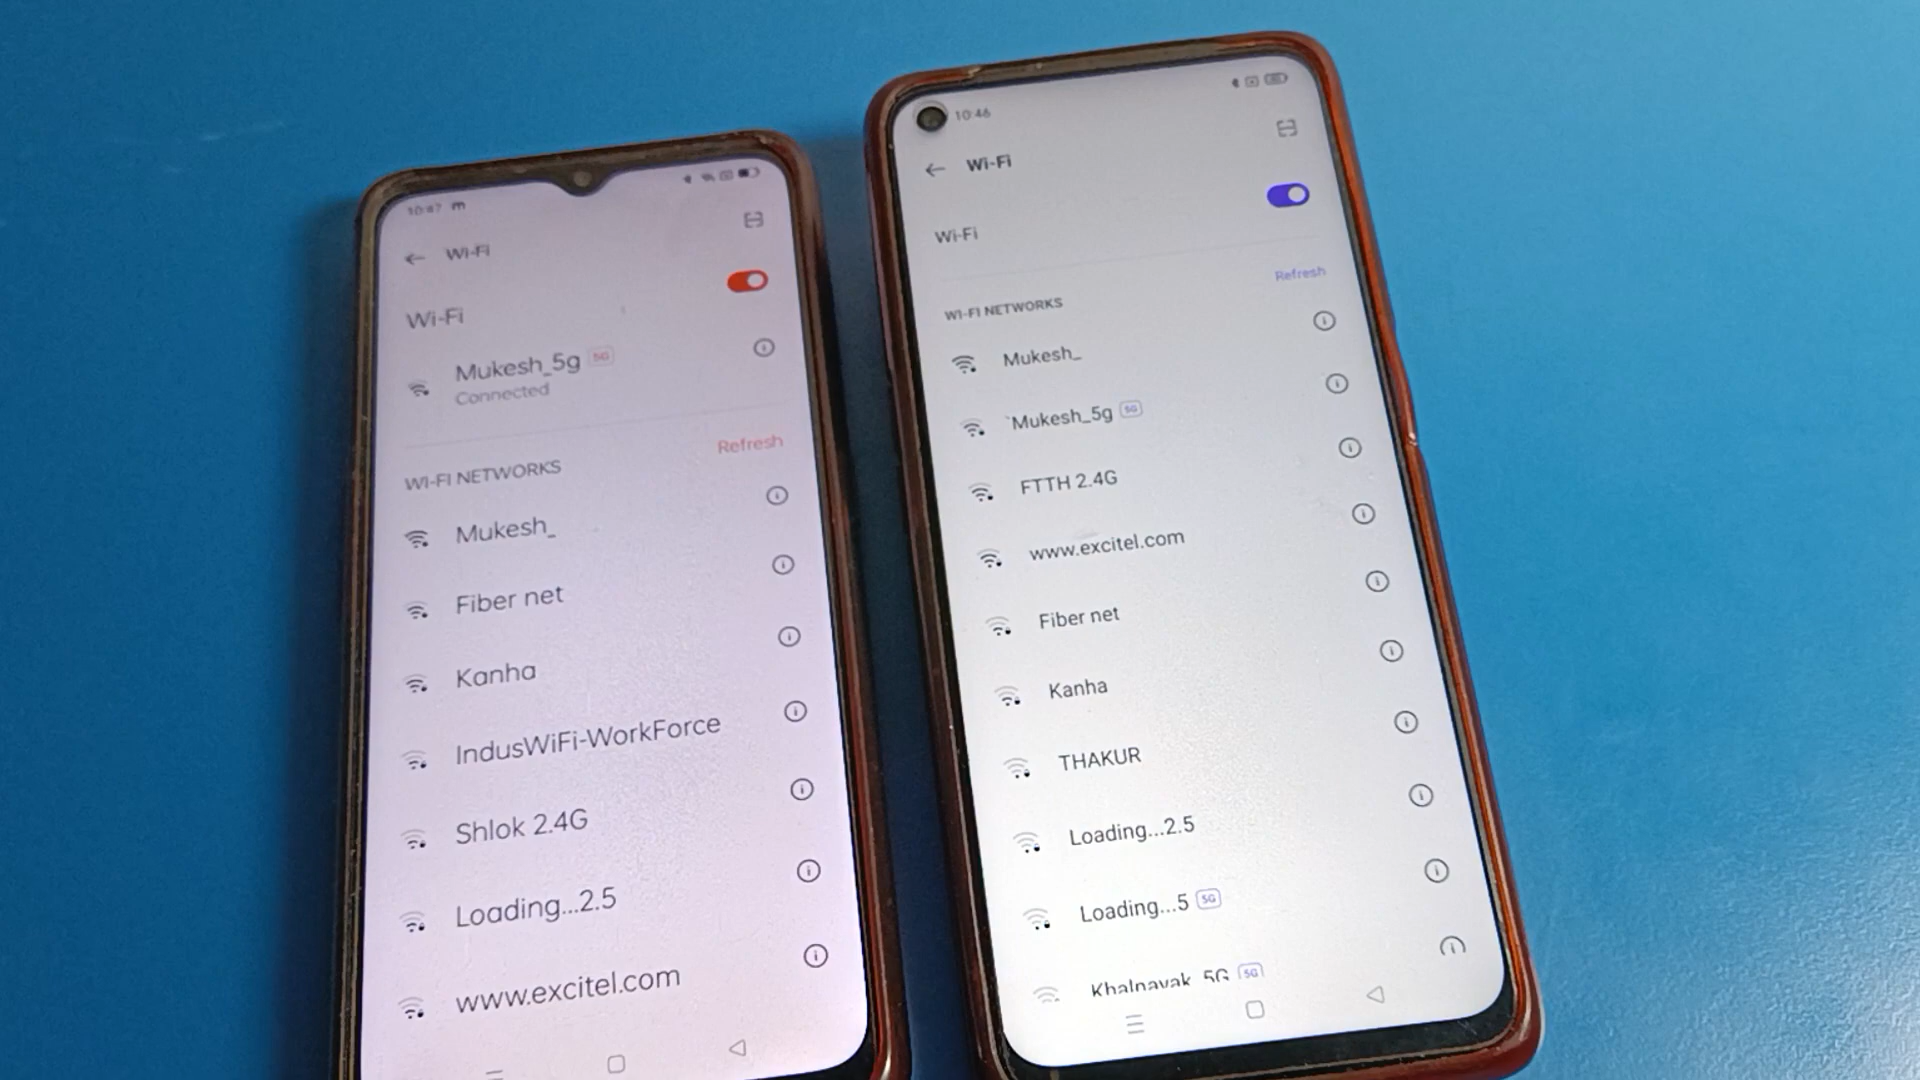 10:47 m
Wi-Fi
Wi-Fi
Mukesh_5g 5G
Connected
WI-FI NETWORKS Refresh
Mukesh_
Fiber net
Kanha
IndusWiFi-WorkForce
Shlok 2.4G
Loading...2.5
www.excitel.com
10:46
Wi-Fi
Wi-Fi
WI-FI NETWORKS Refresh
Mukesh_
`Mukesh_5g 5G
FTTH 2.4G
www.excitel.com
Fiber net
Kanha
THAKUR
Loading...2.5
Loading...5 5G
Khalnayak_5G 5G